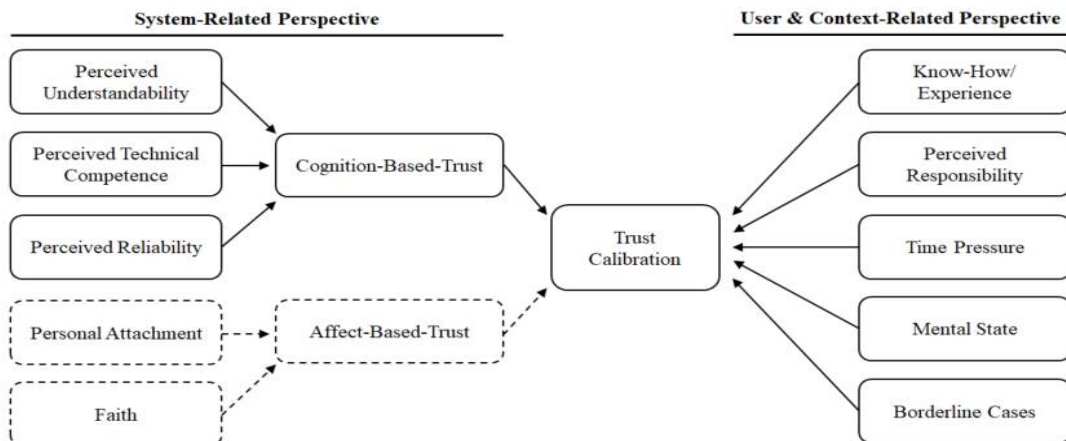 System-Related Perspective
User & Context-Related Perspective
Perceived
Understandability
Perceived Technical
Competence
Perceived Reliability
Personal Attachment
Faith
Cognition-Based-Trust
Affect-Based-Trust
Trust
Calibration
Know-How/
Experience
Perceived
Responsibility
Time Pressure
Mental State
Borderline Cases